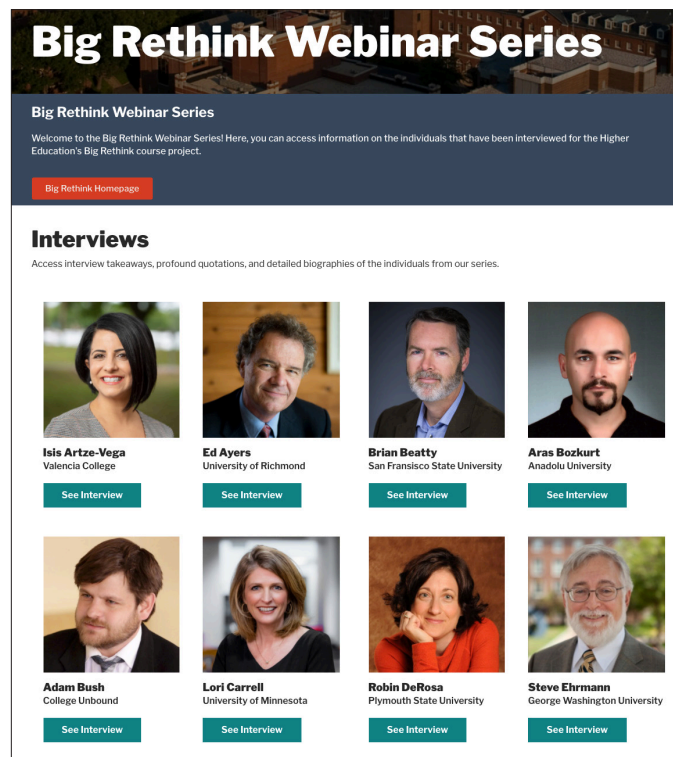 Big Rethink Webinar Series
Big Rethink Webinar Series
Welcome to the Big Rethink Webinar Series! Here, you can access information on the individuals that have been interviewed for the Higher
Education's Big Rethink course project.
Big Rethink Homepage
Interviews
Access interview takeaways, profound quotations, and detailed biographies of the individuals from our series.
Isis Artze-Vega
Valencia College
See Interview
Ed Ayers
University of Richmond
See Interview
Brian Beatty
San Fransisco State University
See Interview
Aras Bozkurt
Anadolu University
See Interview
Adam Bush
College Unbound
See Interview
Lori Carrell
University of Minnesota
See Interview
Robin DeRosa
Plymouth State University
See Interview
Steve Ehrmann
George Washington University
See Interview